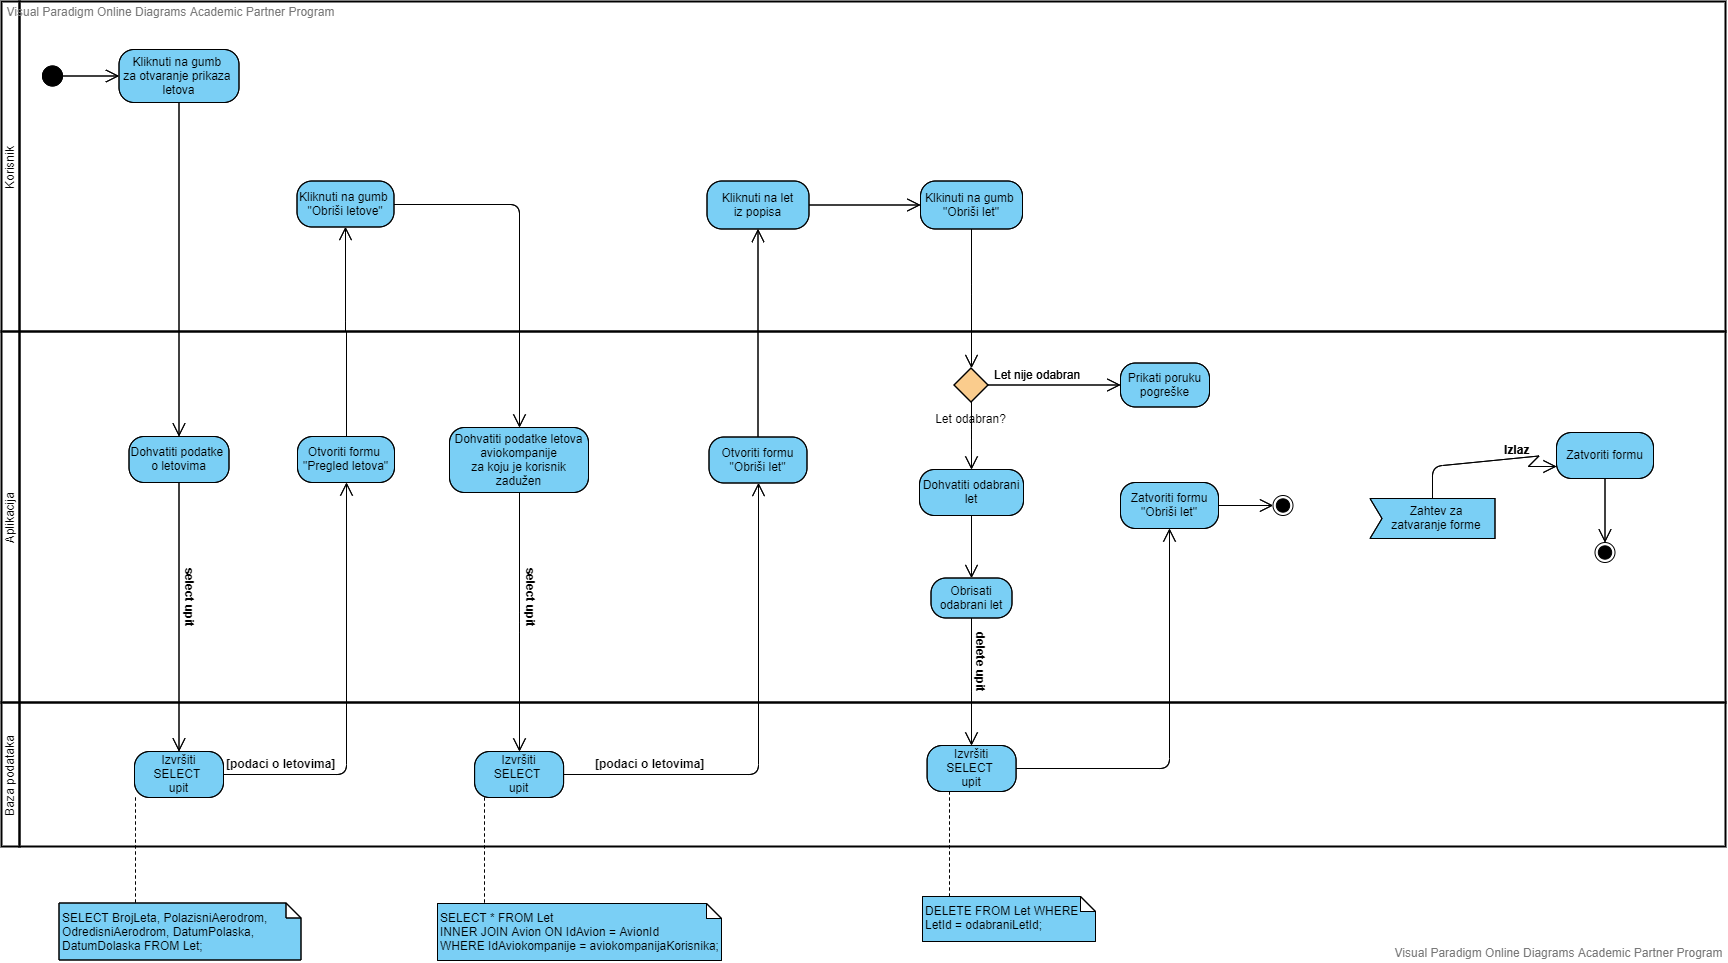 Visual Paradigm Online Diagrams Academic Partner Program
Korisnik
Kliknuti na gumb
za otvaranje prikaza
letova
Kliknuti na gumb
"Obriši letove"
Kliknuti na let
iz popisa
Klkinuti na gumb
"Obriši let"
Aplikacija
Let nije odabran
Prikati poruku
pogreške
Let odabran?
Dohvatiti podatke
o letovima
Otvoriti formu
"Pregled letova"
Dohvatiti podatke letova
aviokompanije
za koju je korisnik
zadužen
Otvoriti formu
"Obriši let"
Dohvatiti odabrani
let
Zatvoriti formu
"Obriši let"
Izlaz
Zatvoriti formu
Zahtev za
zatvaranje forme
select upit
select upit
Obrisati
odabrani let
delete upit
Baza podataka
Izvršiti
SELECT
upit
[podaci o letovima]
Izvršiti
SELECT
upit
[podaci o letovima]
Izvršiti
SELECT
upit
SELECT BrojLeta, PolazisniAerodrom,
OdredisniAerodrom, DatumPolaska,
DatumDolaska FROM Let;
SELECT * FROM Let
INNER JOIN Avion ON IdAvion = AvionId
WHERE IdAviokompanije = aviokompanijaKorisnika;
DELETE FROM Let WHERE
LetId = odabraniLetId;
Visual Paradigm Online Diagrams Academic Partner Program